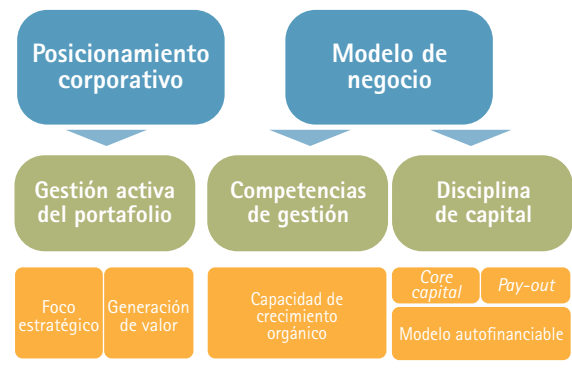 Posicionamiento
corporativo
Modelo de
negocio
Gestión activa
del portafolio
Competencias
de gestión
Disciplina
de capital
Foco
estratégico
Generación
de valor
Capacidad de
crecimiento
orgánico
Core
capital
Pay-out
Modelo autofinanciable